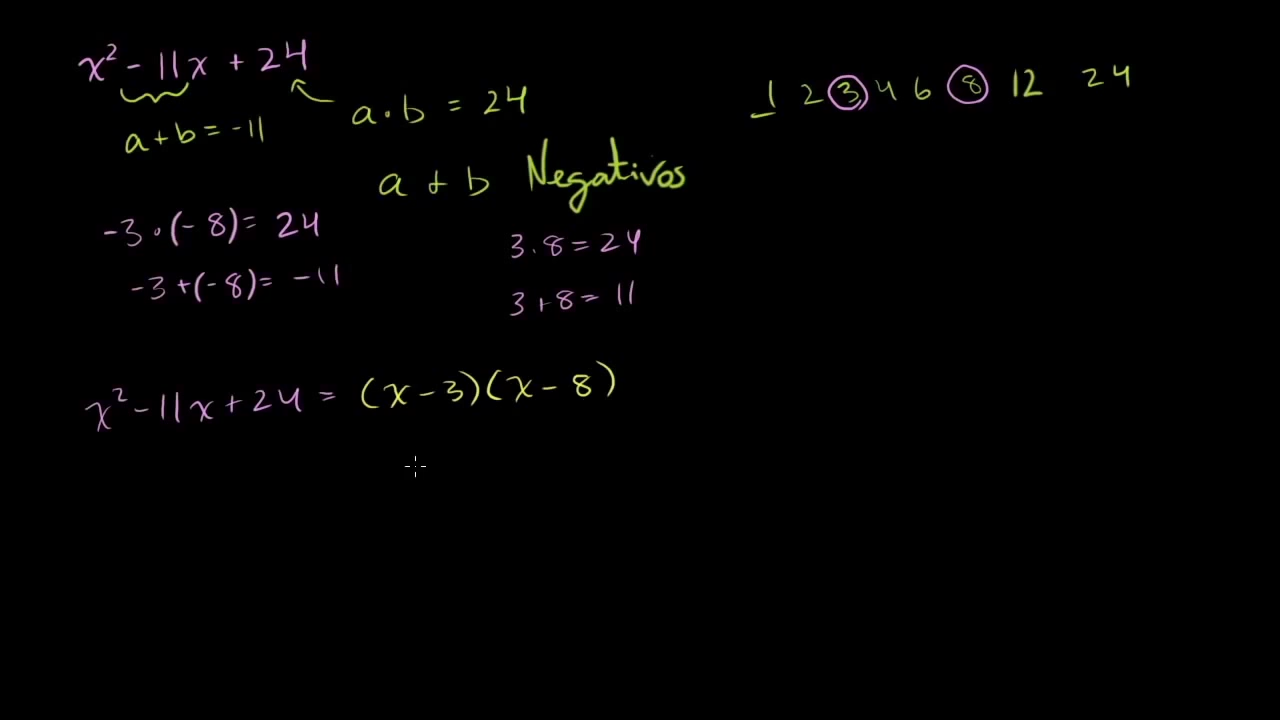 x² - 11x + 24
a + b = -11
a · b = 24
1 2 3 4 6 8 12 24
a + b Negativos
-3 · (-8) = 24
-3 + (-8) = -11
3 · 8 = 24
3 + 8 = 11
x² - 11x + 24 = (x - 3)(x - 8)